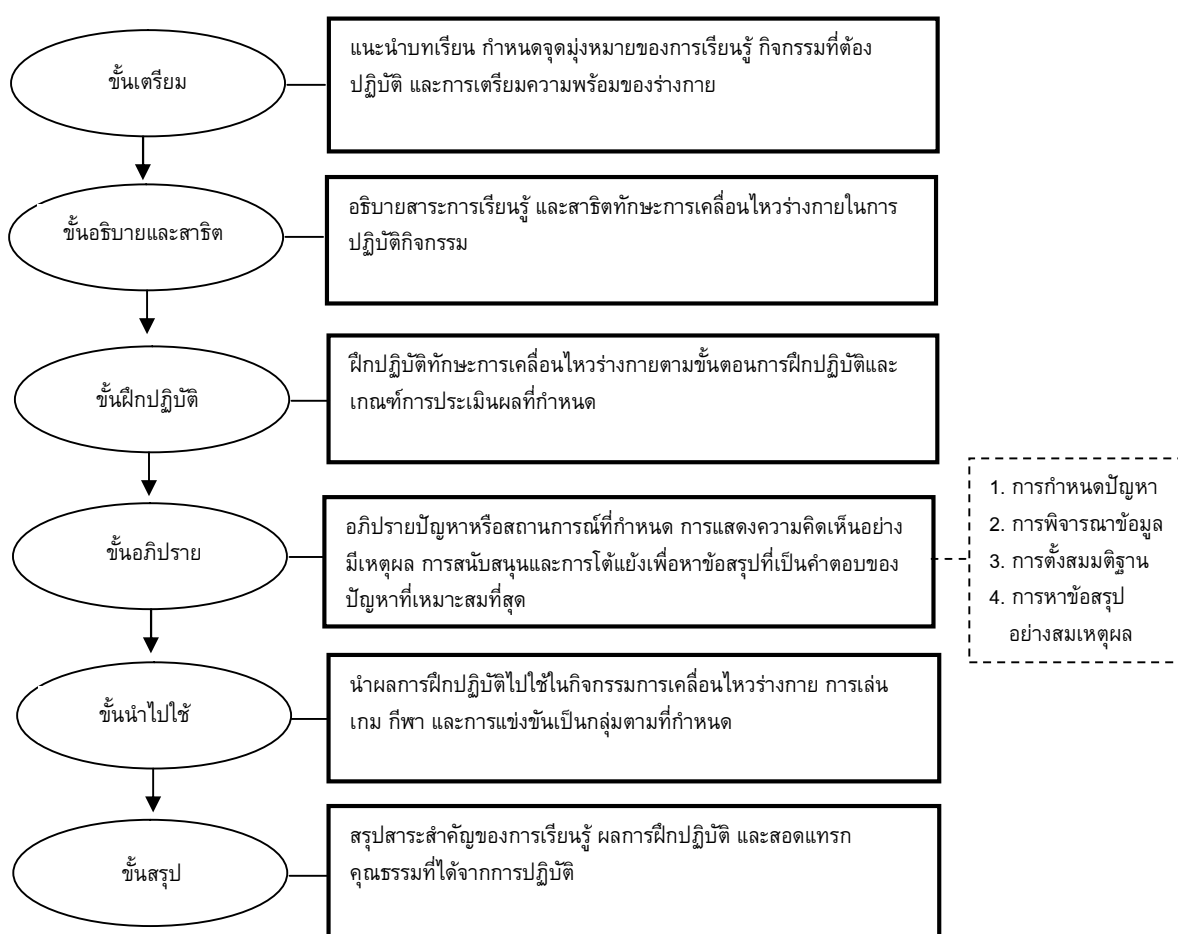 ขั้นเตรียม
แนะนำบทเรียน กำหนดจุดมุ่งหมายของการเรียนรู้ กิจกรรมที่ต้อง
ปฏิบัติ และการเตรียมความพร้อมของร่างกาย
ขั้นอธิบายและสาธิต
อธิบายสาระการเรียนรู้ และสาธิตทักษะการเคลื่อนไหวร่างกายในการ
ปฏิบัติกิจกรรม
ขั้นฝึกปฏิบัติ
ฝึกปฏิบัติทักษะการเคลื่อนไหวร่างกายตามขั้นตอนการฝึกปฏิบัติและ
เกณฑ์การประเมินผลที่กำหนด
ขั้นอภิปราย
อภิปรายปัญหาหรือสถานการณ์ที่กำหนด การแสดงความคิดเห็นอย่าง
มีเหตุผล การสนับสนุนและการโต้แย้งเพื่อหาข้อสรุปที่เป็นคำตอบของ
ปัญหาที่เหมาะสมที่สุด
1. การกำหนดปัญหา
2. การพิจารณาข้อมูล
3. การตั้งสมมติฐาน
4. การหาข้อสรุป
อย่างสมเหตุผล
ขั้นนำไปใช้
นำผลการฝึกปฏิบัติไปใช้ในกิจกรรมการเคลื่อนไหวร่างกาย การเล่น
เกม กีฬา และการแข่งขันเป็นกลุ่มตามที่กำหนด
ขั้นสรุป
สรุปสาระสำคัญของการเรียนรู้ ผลการฝึกปฏิบัติ และสอดแทรก
คุณธรรมที่ได้จากการปฏิบัติ